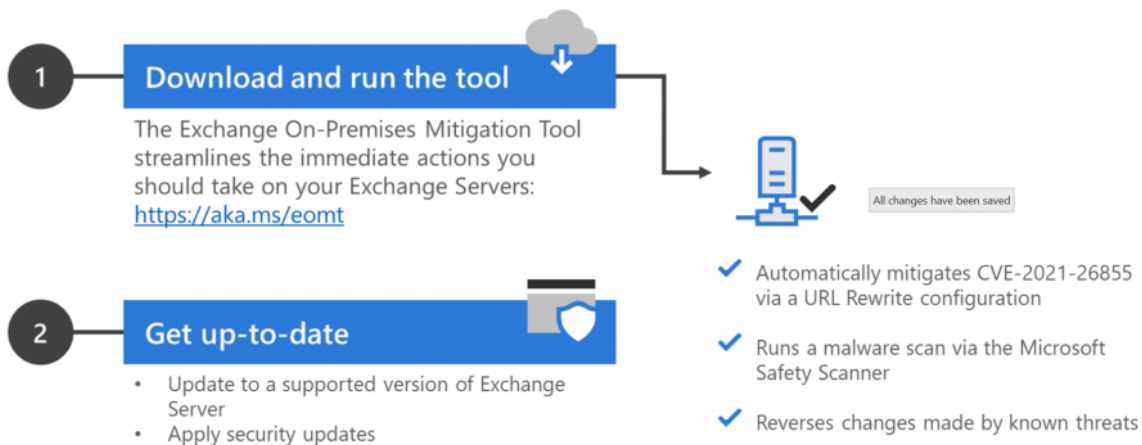 1
Download and run the tool
The Exchange On-Premises Mitigation Tool
streamlines the immediate actions you
should take on your Exchange Servers:
https://aka.ms/eomt
All changes have been saved
Automatically mitigates CVE-2021-26855
via a URL Rewrite configuration
Runs a malware scan via the Microsoft
Safety Scanner
Reverses changes made by known threats
2
Get up-to-date
• Update to a supported version of Exchange
Server
• Apply security updates